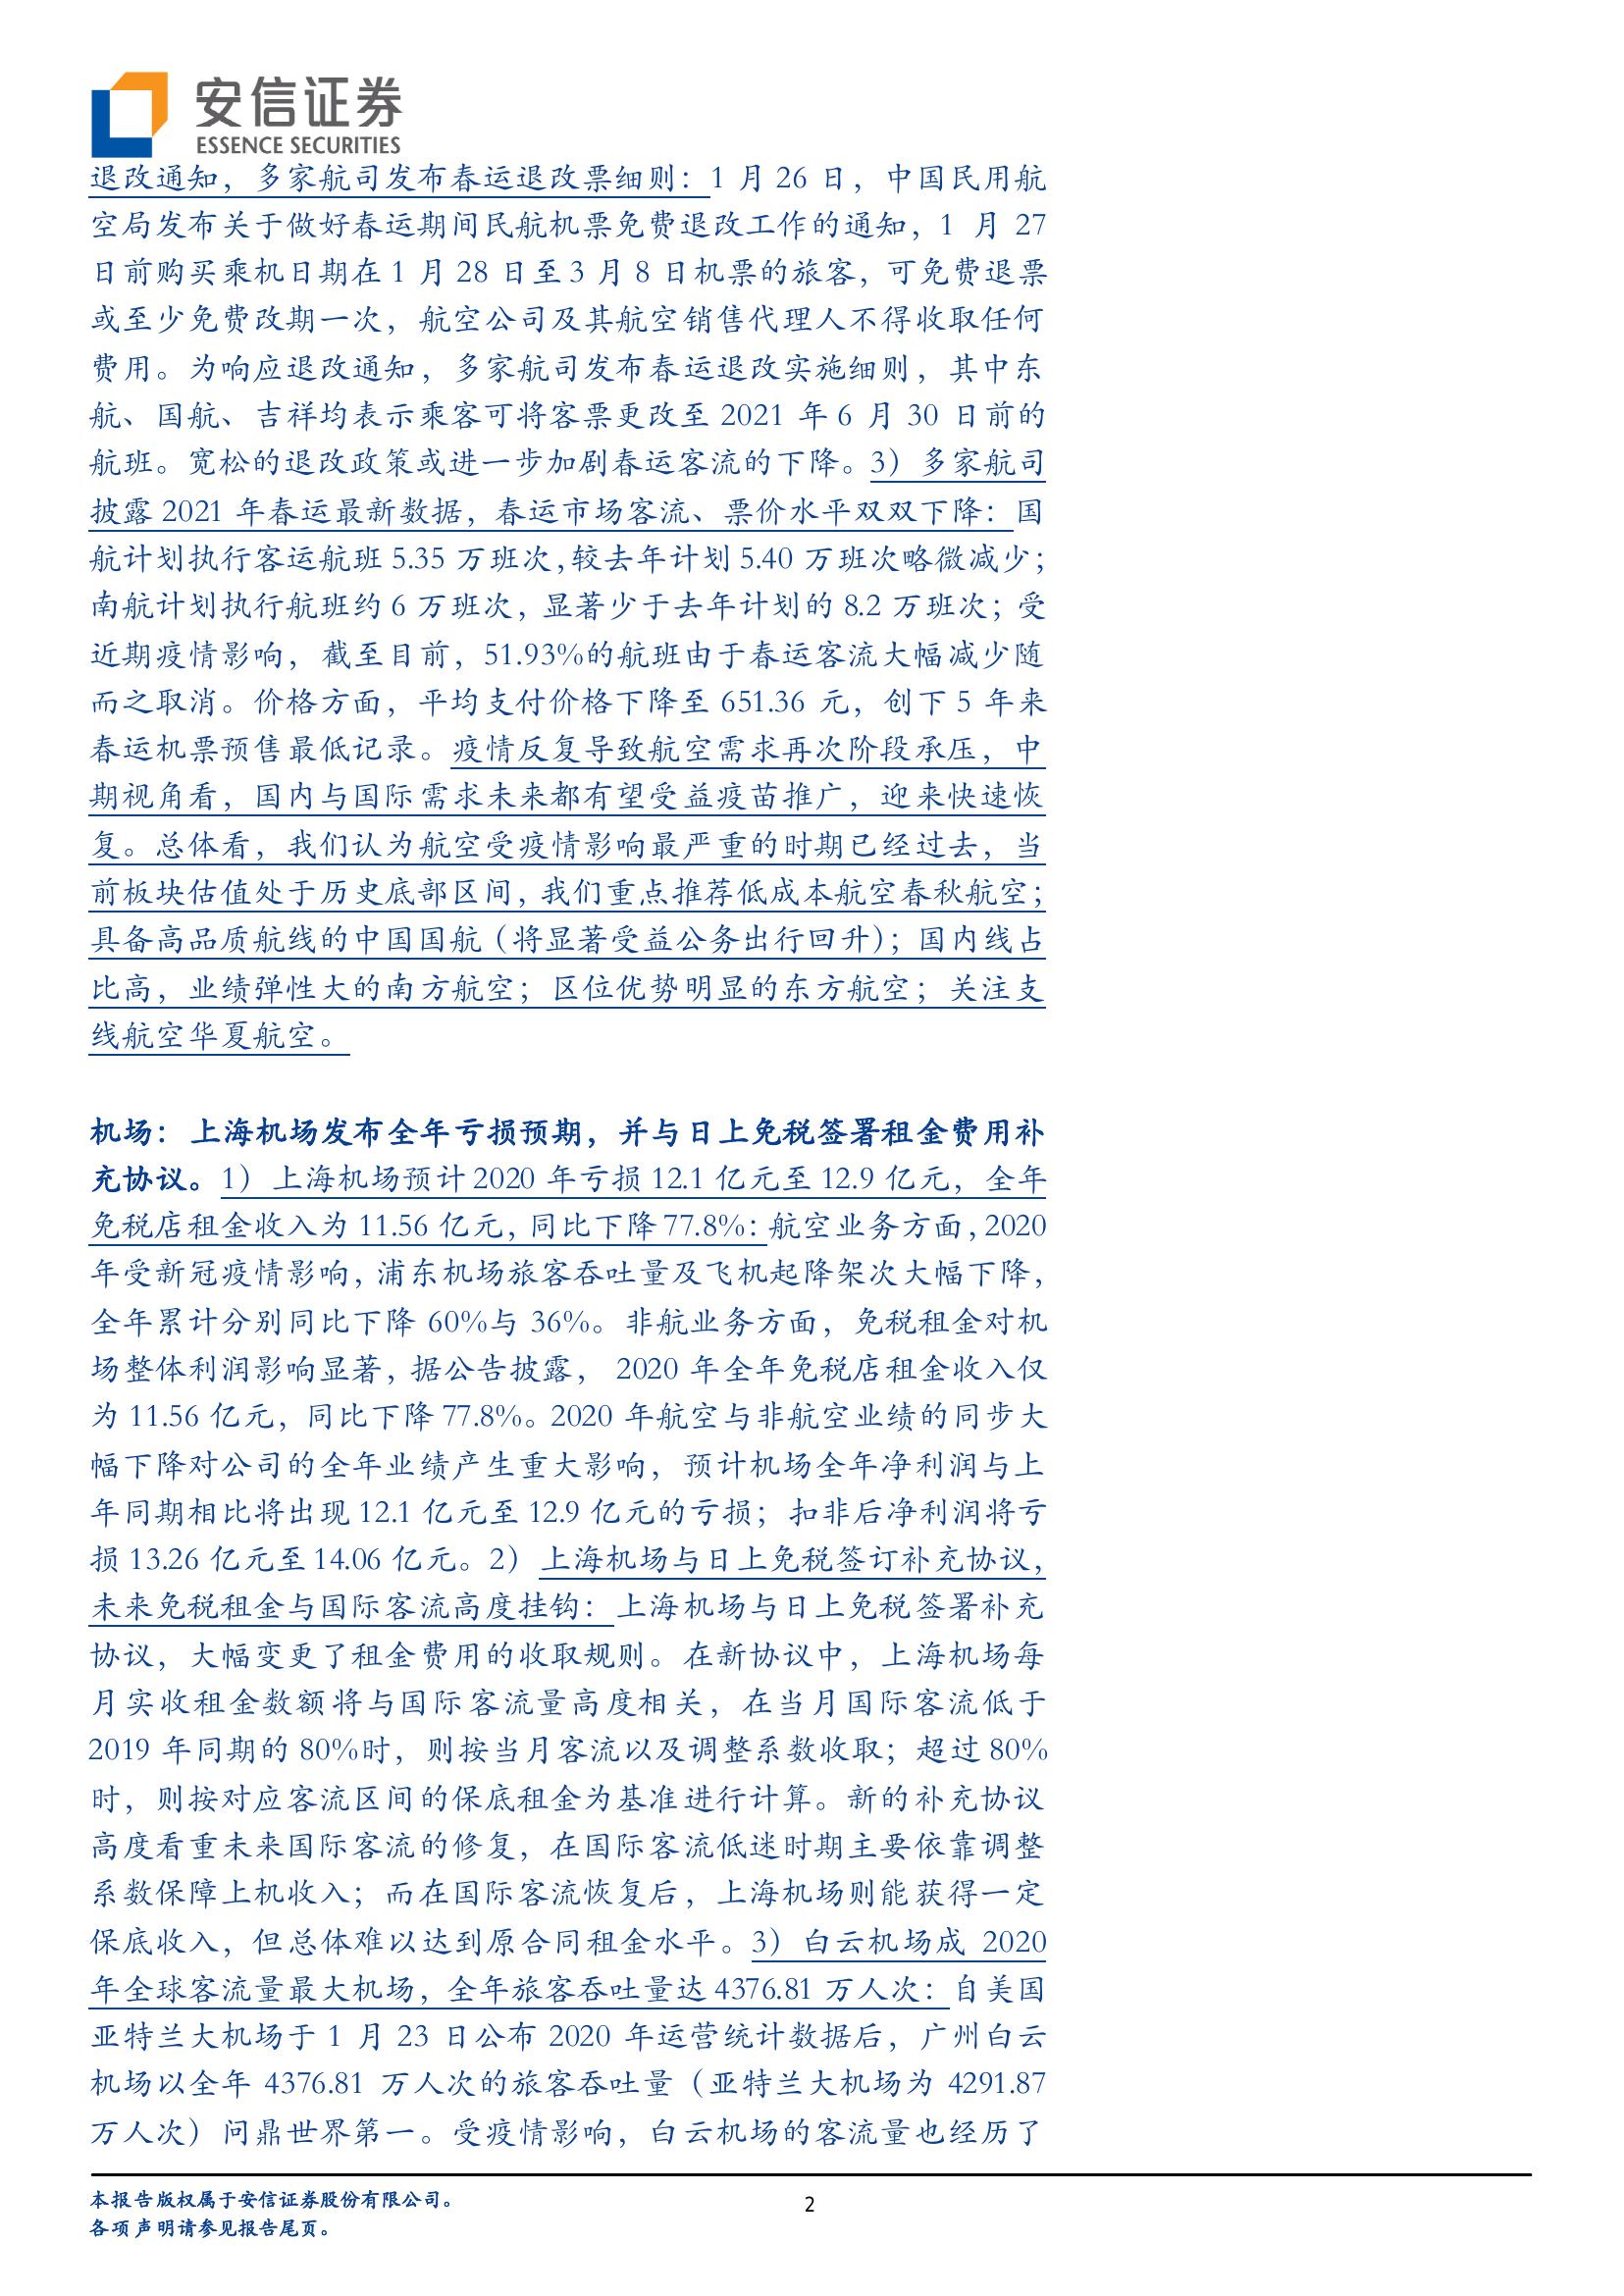 安信证券
ESSENCE SECURITIES
退改通知，多家航司发布春运退改票细则：1 月 26 日，中国民用航
空局发布关于做好春运期间民航机票免费退改工作的通知，1 月 27
日前购买乘机日期在 1 月 28 日至 3 月 8 日机票的旅客，可免费退票
或至少免费改期一次，航空公司及其航空销售代理人不得收取任何
费用。为响应退改通知，多家航司发布春运退改实施细则，其中东
航、国航、吉祥均表示乘客可将客票更改至 2021 年 6 月 30 日前的
航班。宽松的退改政策或进一步加剧春运客流的下降。3）多家航司
披露 2021 年春运最新数据，春运市场客流、票价水平双双下降：国
航计划执行客运航班 5.35 万班次，较去年计划 5.40 万班次略微减少；
南航计划执行航班约 6 万班次，显著少于去年计划的 8.2 万班次；受
近期疫情影响，截至目前，51.93%的航班由于春运客流大幅减少随
而之取消。价格方面，平均支付价格下降至 651.36 元，创下 5 年来
春运机票预售最低记录。疫情反复导致航空需求再次阶段承压，中
期视角看，国内与国际需求未来都有望受益疫苗推广，迎来快速恢
复。总体看，我们认为航空受疫情影响最严重的时期已经过去，当
前板块估值处于历史底部区间，我们重点推荐低成本航空春秋航空；
具备高品质航线的中国国航（将显著受益公务出行回升）；国内线占
比高，业绩弹性大的南方航空；区位优势明显的东方航空；关注支
线航空华夏航空。
机场：上海机场发布全年亏损预期，并与日上免税签署租金费用补
充协议。1）上海机场预计 2020 年亏损 12.1 亿元至 12.9 亿元，全年
免税店租金收入为 11.56 亿元，同比下降 77.8%：航空业务方面，2020
年受新冠疫情影响，浦东机场旅客吞吐量及飞机起降架次大幅下降，
全年累计分别同比下降 60%与 36%。非航业务方面，免税租金对机
场整体利润影响显著，据公告披露， 2020 年全年免税店租金收入仅
为 11.56 亿元，同比下降 77.8%。2020 年航空与非航空业绩的同步大
幅下降对公司的全年业绩产生重大影响，预计机场全年净利润与上
年同期相比将出现 12.1 亿元至 12.9 亿元的亏损；扣非后净利润将亏
损 13.26 亿元至 14.06 亿元。2）上海机场与日上免税签订补充协议，
未来免税租金与国际客流高度挂钩：上海机场与日上免税签署补充
协议，大幅变更了租金费用的收取规则。在新协议中，上海机场每
月实收租金数额将与国际客流量高度相关，在当月国际客流低于
2019 年同期的 80%时，则按当月客流以及调整系数收取；超过 80%
时，则按对应客流区间的保底租金为基准进行计算。新的补充协议
高度看重未来国际客流的修复，在国际客流低迷时期主要依靠调整
系数保障上机收入；而在国际客流恢复后，上海机场则能获得一定
保底收入，但总体难以达到原合同租金水平。3）白云机场成 2020
年全球客流量最大机场，全年旅客吞吐量达 4376.81 万人次：自美国
亚特兰大机场于 1 月 23 日公布 2020 年运营统计数据后，广州白云
机场以全年 4376.81 万人次的旅客吞吐量（亚特兰大机场为 4291.87
万人次）问鼎世界第一。受疫情影响，白云机场的客流量也经历了
本报告版权属于安信证券股份有限公司。
2
各项声明请参见报告尾页。